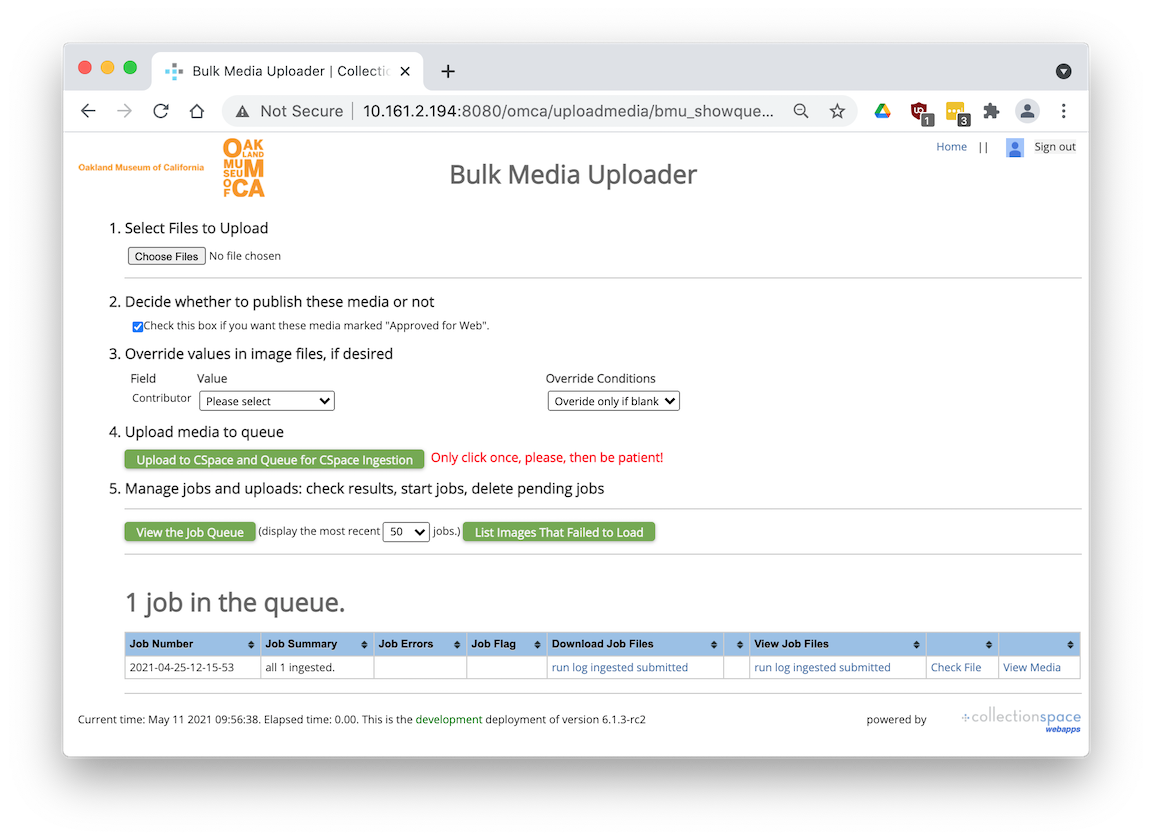 Bulk Media Uploader | Collectic
Not Secure | 10.161.2.194:8080/omca/uploadmedia/bmu_showque...
1
3
Home || Sign out
Oakland Museum of California
OAK
LAND
MU
SEUM
OF
CA
Bulk Media Uploader
1. Select Files to Upload
Choose Files No file chosen
2. Decide whether to publish these media or not
Check this box if you want these media marked "Approved for Web".
3. Override values in image files, if desired
Field Value Override Conditions
Contributor Please select Overide only if blank
4. Upload media to queue
Upload to CSpace and Queue for CSpace Ingestion Only click once, please, then be patient!
5. Manage jobs and uploads: check results, start jobs, delete pending jobs
View the Job Queue (display the most recent 50 jobs.) List Images That Failed to Load
1 job in the queue.
Job Number Job Summary Job Errors Job Flag Download Job Files View Job Files
2021-04-25-12-15-53 all 1 ingested. run log ingested submitted run log ingested submitted Check File View Media
Current time: May 11 2021 09:56:38. Elapsed time: 0.00. This is the development deployment of version 6.1.3-rc2 powered by collectionspace
webapps